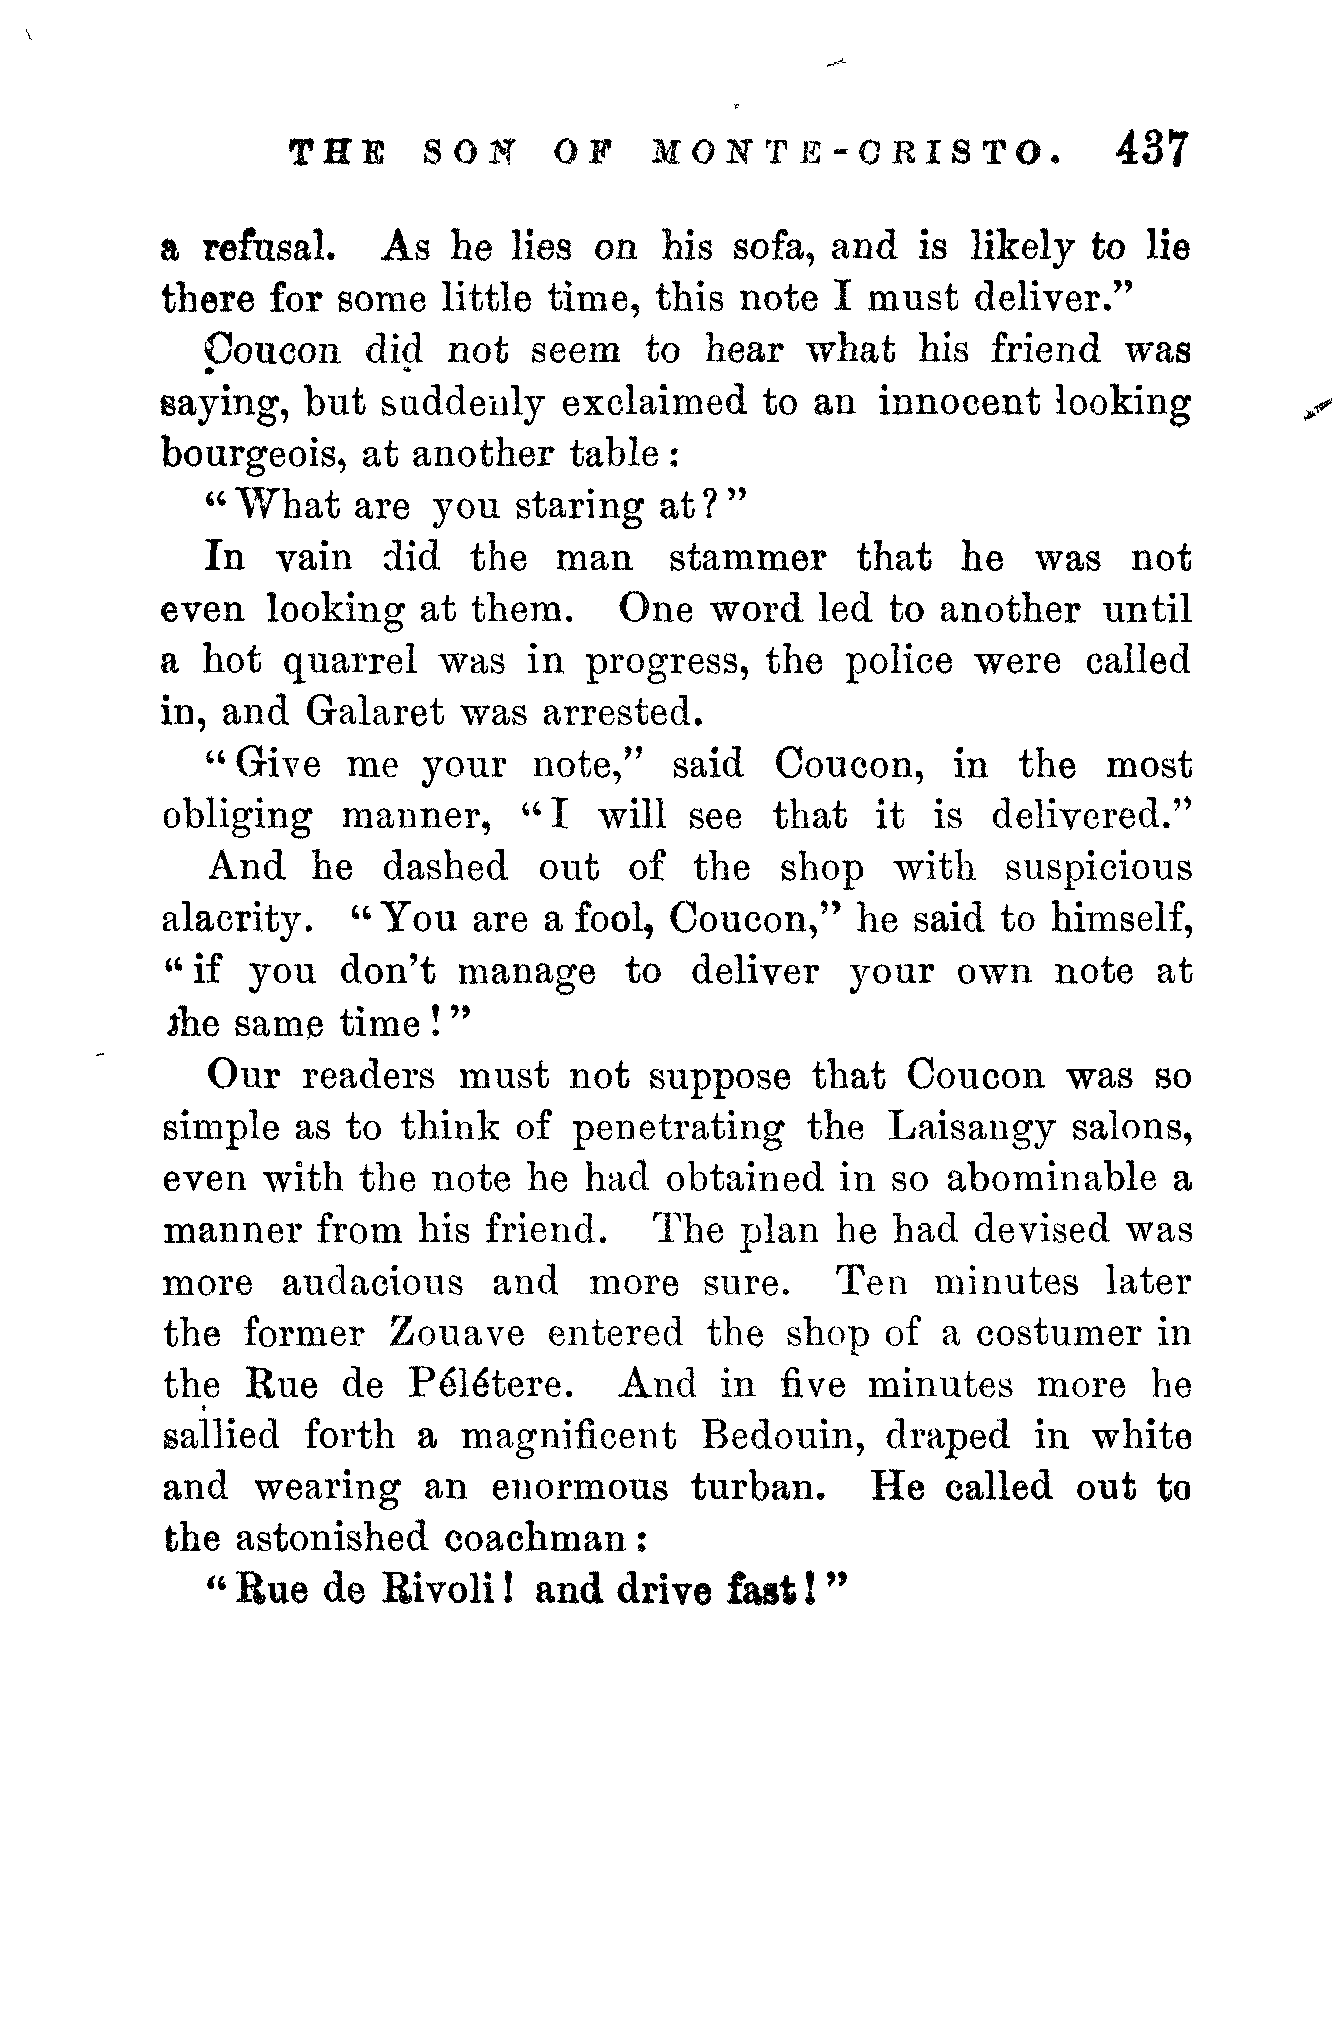 THE SON OF MONTE-CRISTO. 437
a refusal. As he lies on his sofa, and is likely to lie
there for some little time, this note I must deliver."
Coucon did not seem to hear what his friend was
saying, but suddenly exclaimed to an innocent looking
bourgeois, at another table:
"What are you staring at?"
In vain did the man stammer that he was not
even looking at them. One word led to another until
a hot quarrel was in progress, the police were called
in, and Galaret was arrested.
"Give me your note," said Coucon, in the most
obliging manner, "I will see that it is delivered."
And he dashed out of the shop with suspicious
alacrity. "You are a fool, Coucon," he said to himself,
"if you don't manage to deliver your own note at
the same time!"
Our readers must not suppose that Coucon was so
simple as to think of penetrating the Laisangy salons,
even with the note he had obtained in so abominable a
manner from his friend. The plan he had devised was
more audacious and more sure. Ten minutes later
the former Zouave entered the shop of a costumer in
the Rue de Pélétere. And in five minutes more he
sallied forth a magnificent Bedouin, draped in white
and wearing an enormous turban. He called out to
the astonished coachman:
"Rue de Rivoli! and drive fast!"